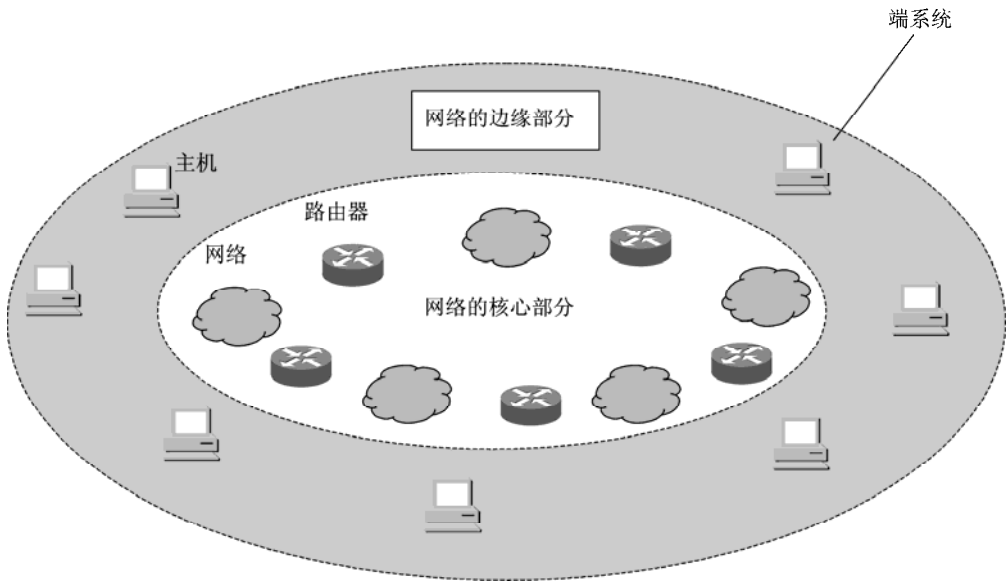 端系统
网络的边缘部分
主机
路由器
网络
网络的核心部分